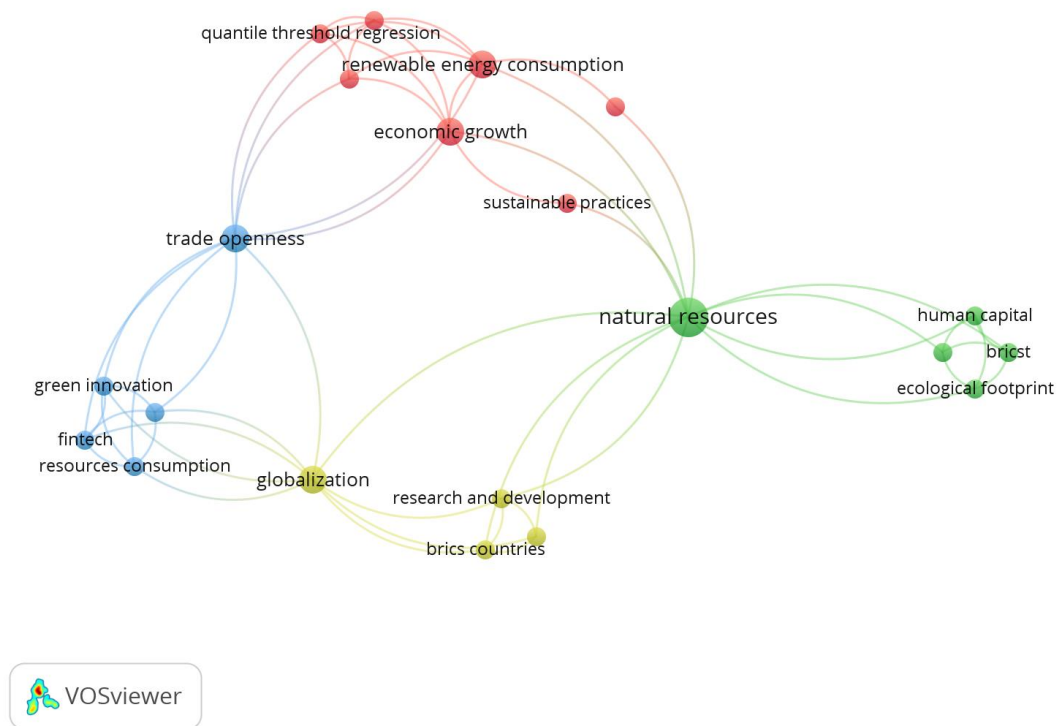 quantile threshold regression
renewable energy consumption
economic growth
sustainable practices
trade openness
natural resources
human capital
bricst
ecological footprint
green innovation
fintech
resources consumption
globalization
research and development
brics countries
VOSviewer